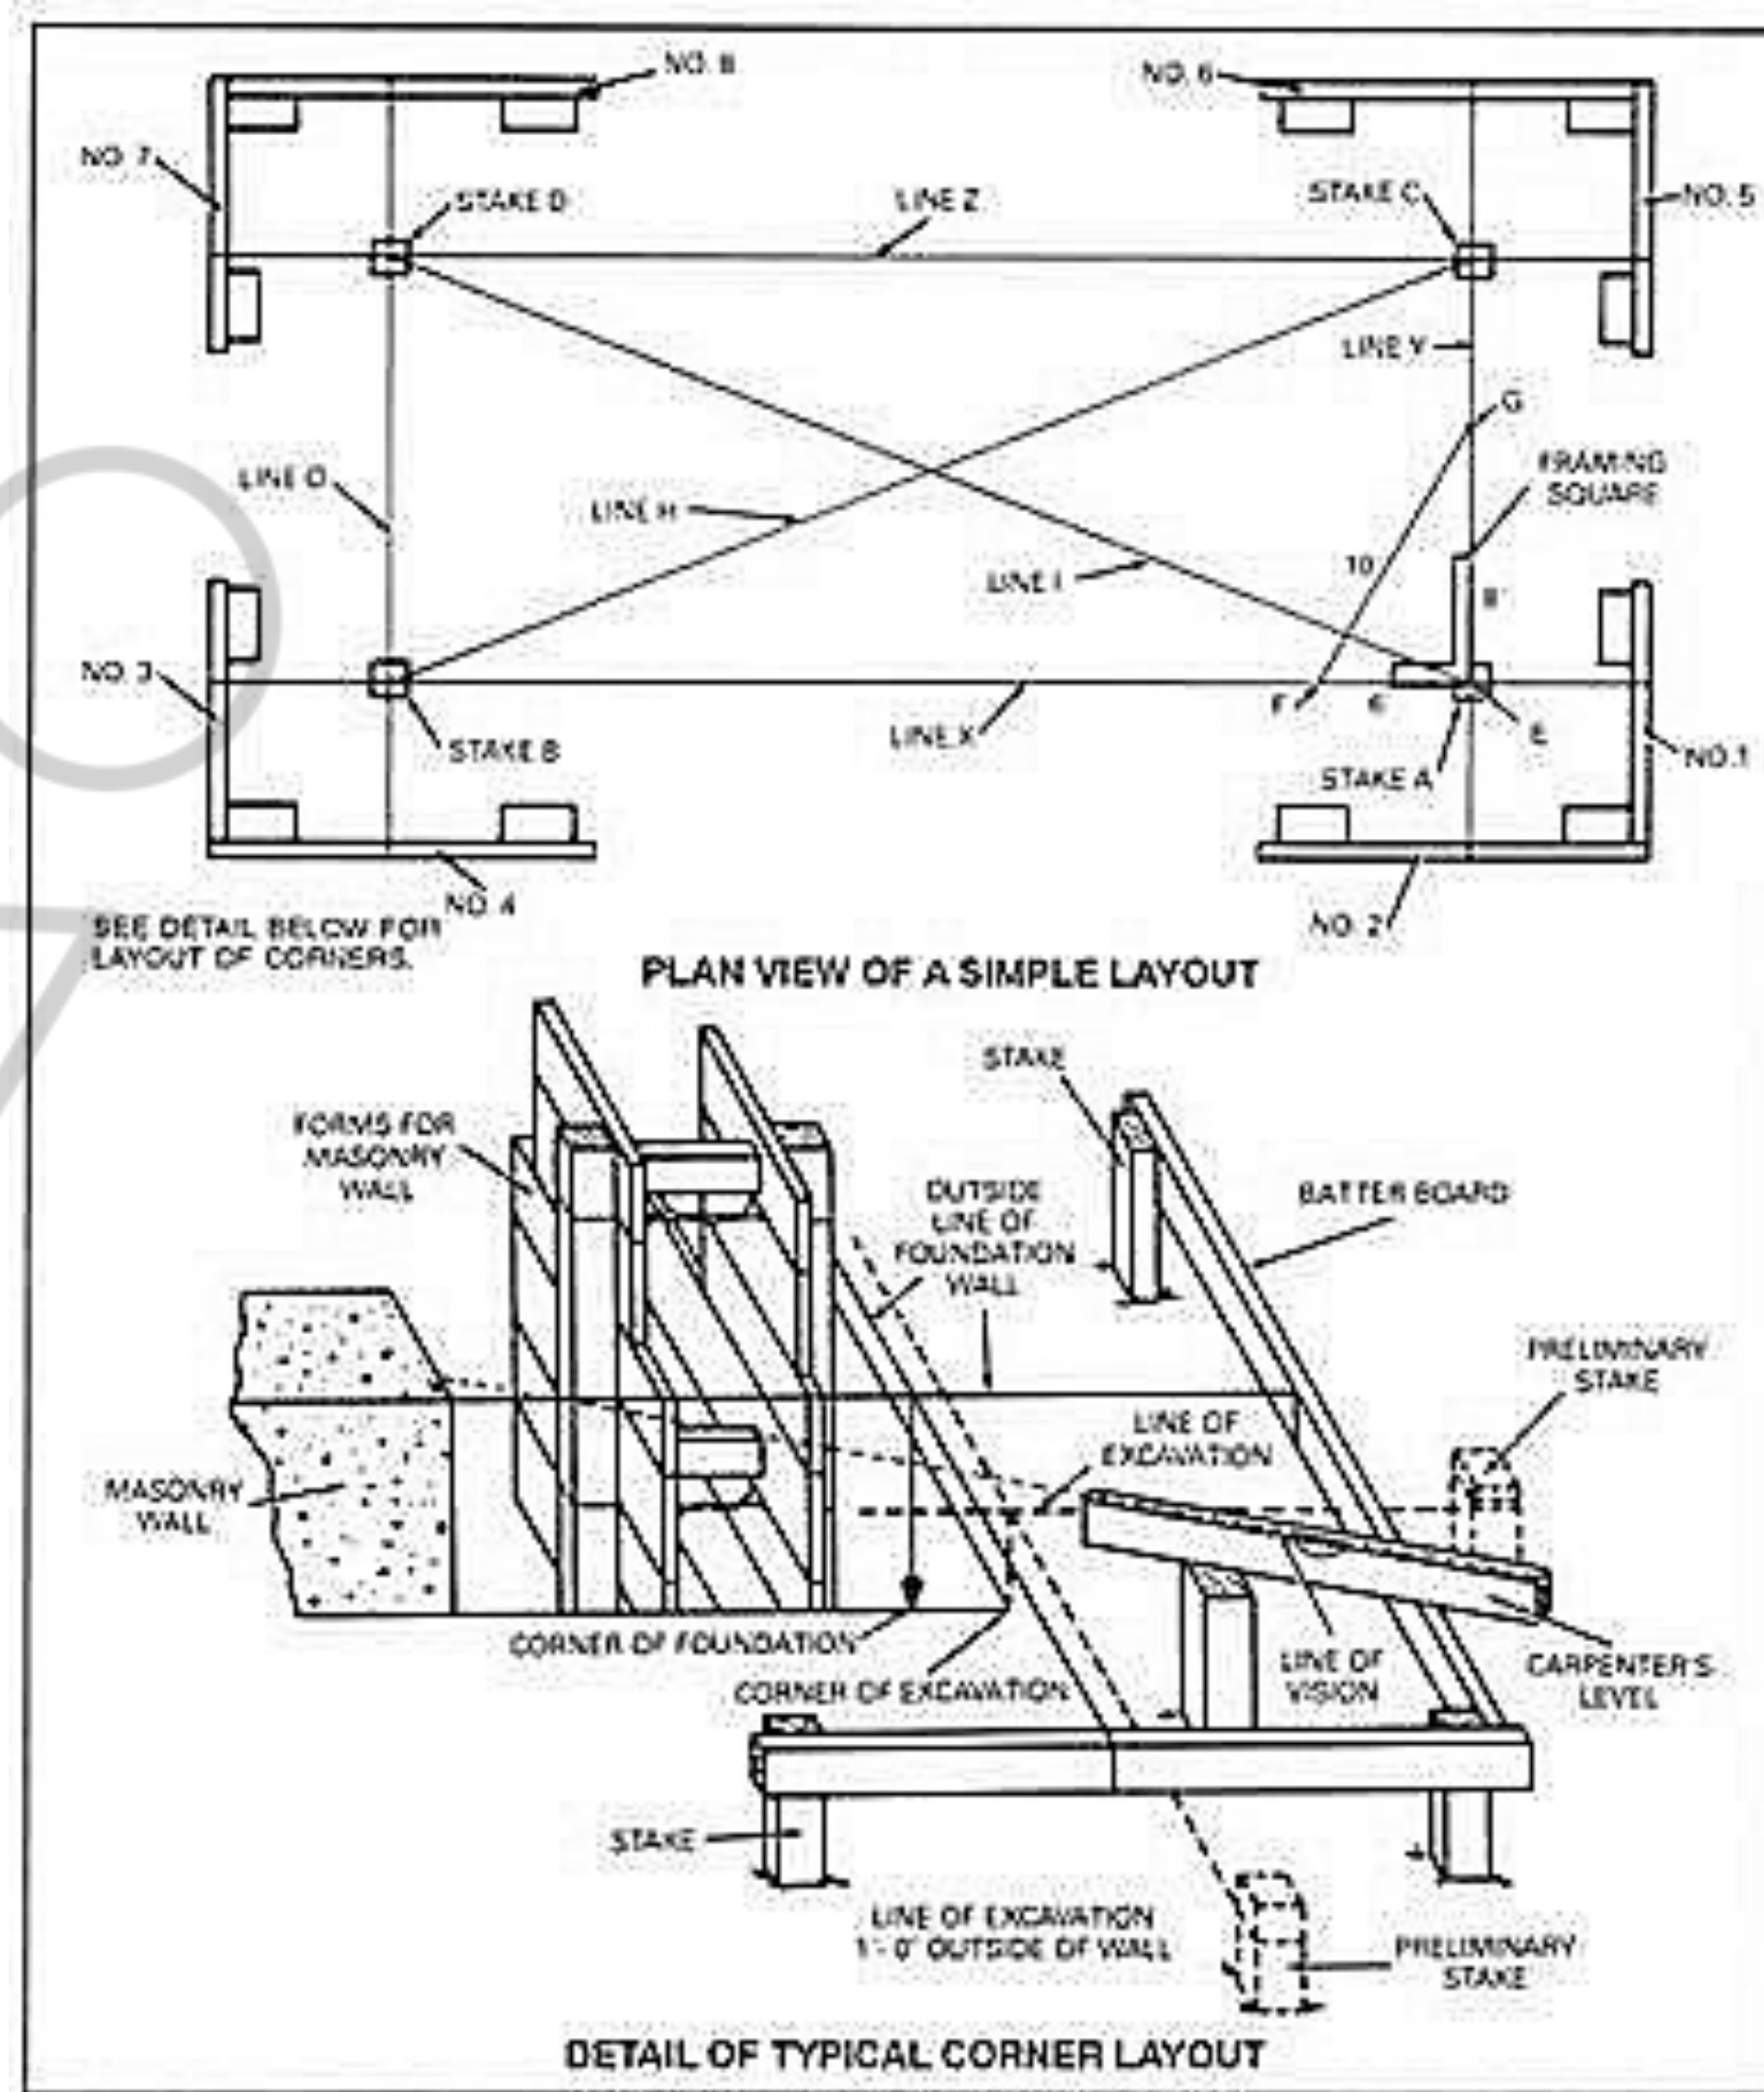 NO. 8
NO. 6
NO. 7
STAKE D
LINE Z
STAKE C
NO. 5
LINE Y
G
LINE O
FRAMING
SQUARE
LINE H
10
LINE I
8'
NO. 3
F
6
E
STAKE B
LINE X
STAKE A
NO. 1
NO. 4
NO. 2
SEE DETAIL BELOW FOR
LAYOUT OF CORNERS.
PLAN VIEW OF A SIMPLE LAYOUT
STAKE
FORMS FOR
MASONRY
WALL
OUTSIDE
LINE OF
FOUNDATION
WALL
BATTER BOARD
PRELIMINARY
STAKE
LINE OF
EXCAVATION
MASONRY
WALL
CORNER OF FOUNDATION
CORNER OF EXCAVATION
LINE OF
VISION
CARPENTER'S
LEVEL
STAKE
LINE OF EXCAVATION
1'-0" OUTSIDE OF WALL
PRELIMINARY
STAKE
DETAIL OF TYPICAL CORNER LAYOUT